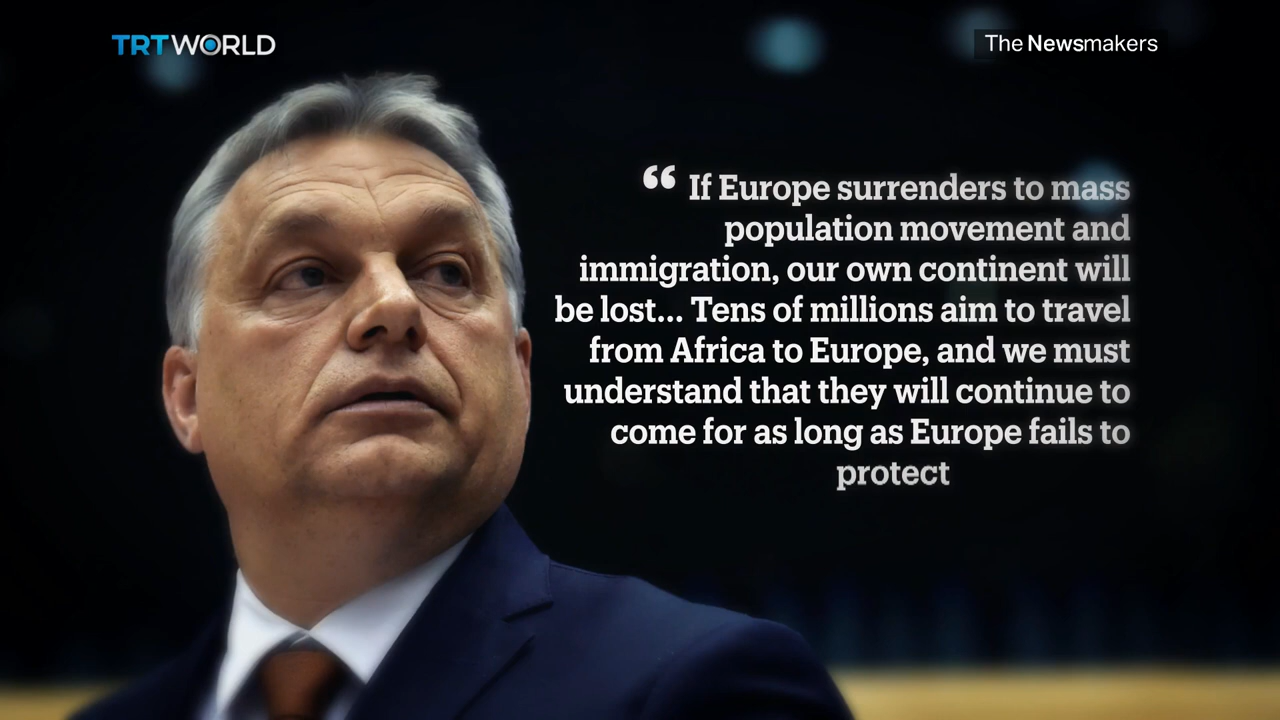 TRT WORLD
The Newsmakers
“ If Europe surrenders to mass
population movement and
immigration, our own continent will
be lost... Tens of millions aim to travel
from Africa to Europe, and we must
understand that they will continue to
come for as long as Europe fails to
protect